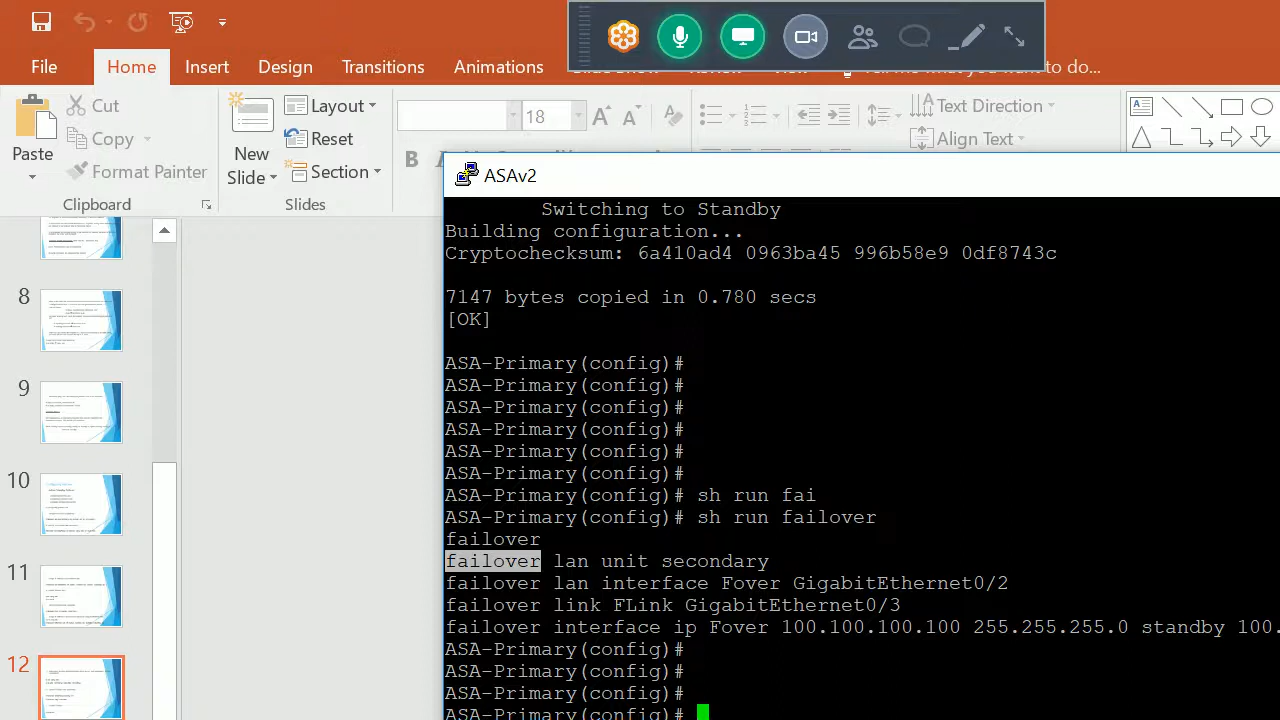 File
Home
Insert
Design
Transitions
Animations
Cut
Copy
Format Painter
Paste
Clipboard
New
Slide
Layout
Reset
Section
Slides
18
B
Text Direction
Align Text
8
9
10
11
12
ASAv2
Switching to Standby
Building configuration...
Cryptochecksum: 6a410ad4 0963ba45 996b58e9 0df8743c
7147 bytes copied in 0.780 secs
[OK]
ASA-Primary(config)#
ASA-Primary(config)#
ASA-Primary(config)#
ASA-Primary(config)#
ASA-Primary(config)#
ASA-Primary(config)#
ASA-Primary(config)# sh run fai
ASA-Primary(config)# sh run failover
failover
failover lan unit secondary
failover lan interface Fover GigabitEthernet0/2
failover link FLink GigabitEthernet0/3
failover interface ip Fover 100.100.100.100 255.255.255.0 standby 100.
ASA-Primary(config)#
ASA-Primary(config)#
ASA-Primary(config)#
ASA-Primary(config)#